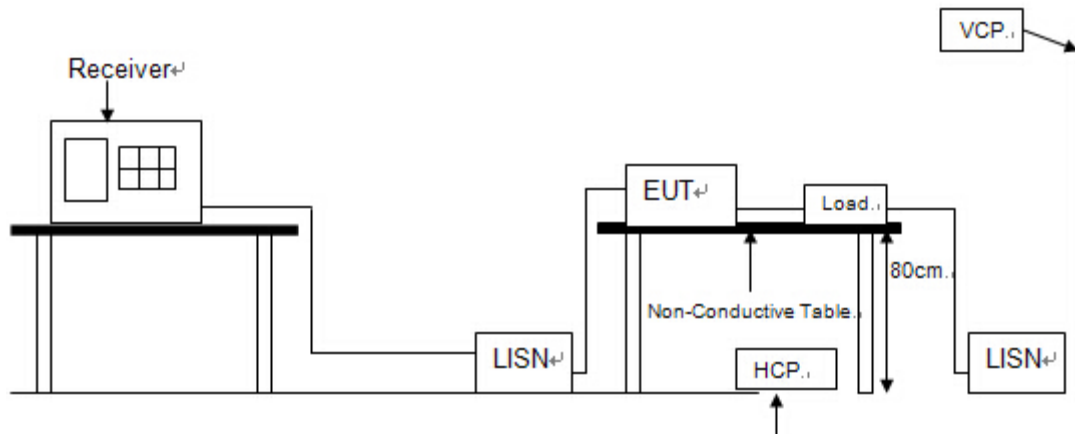 VCP.
Receiver↵
EUT↵
Load.
80cm.
Non-Conductive Table.
LISN↵
HCP.
LISN↵